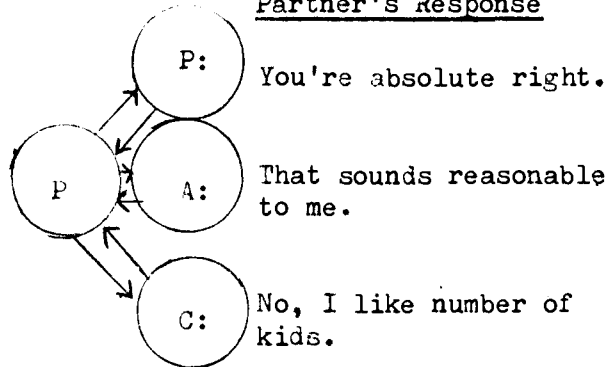 Partner's Response
P: You're absolute right.
P
A: That sounds reasonable
to me.
C: No, I like number of
kids.